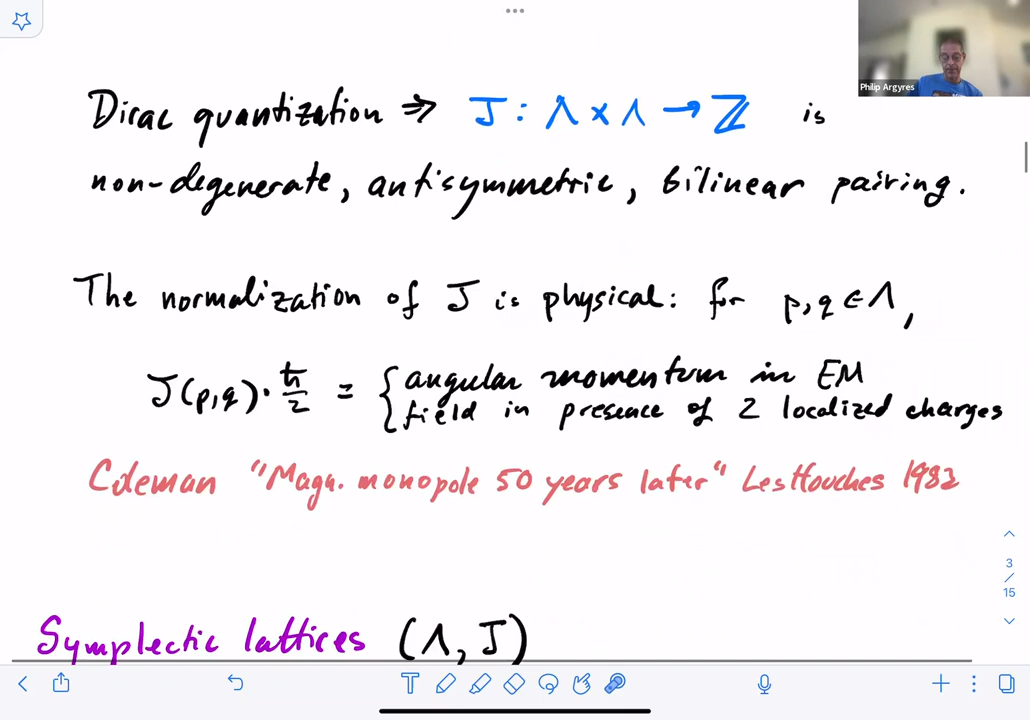 Philip Argyres
Dirac quantization ⇒ J : Λ × Λ → ℤ is
non-degenerate, antisymmetric, bilinear pairing.
The normalization of J is physical: for p,q ∈ Λ,
J(p,q) · ħ/2 = { angular momentum in EM
field in presence of 2 localized charges
Coleman "Magn. monopole 50 years later" Les Houches 1982
3
/
15
Symplectic lattices (Λ, J)
T